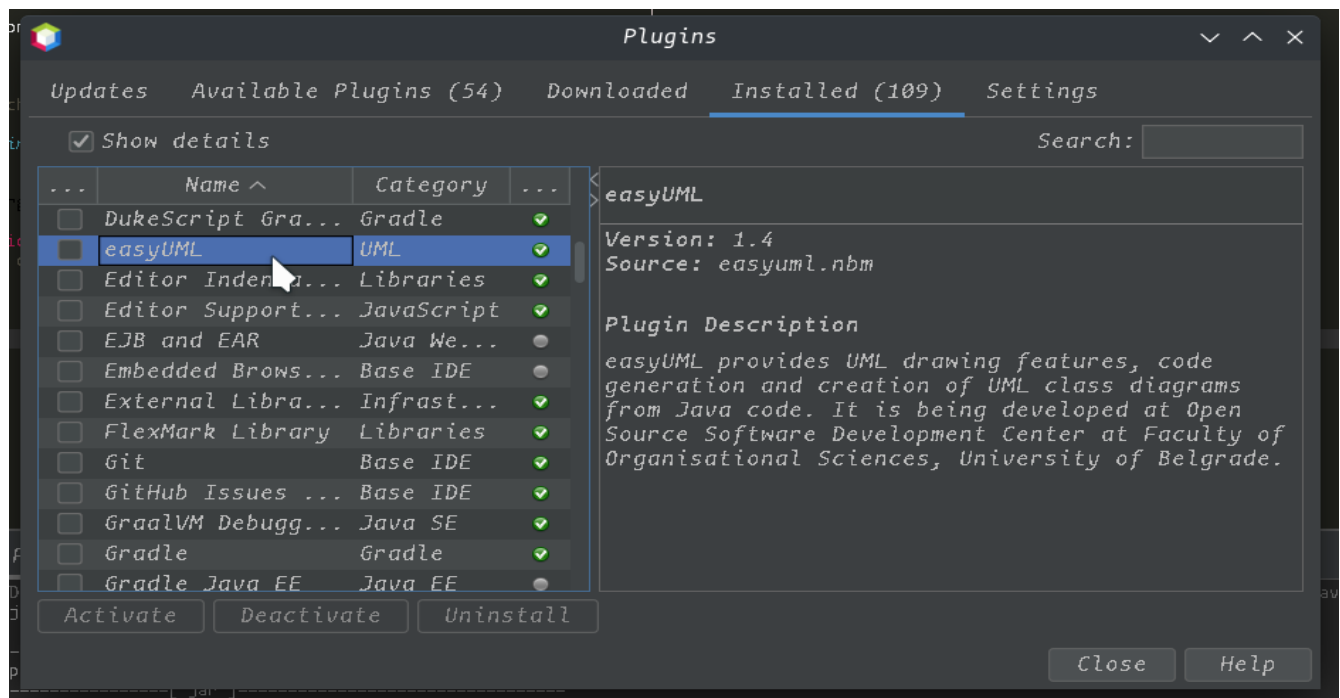 Plugins
Updates Available Plugins (54) Downloaded Installed (109) Settings
Show details Search:
... Name Category ...
DukeScript Gra... Gradle
easyUML UML
Editor Inden Libraries
Editor Support... JavaScript
EJB and EAR Java We...
Embedded Brows... Base IDE
External Libra... Infrast...
FlexMark Library Libraries
Git Base IDE
GitHub Issues ... Base IDE
GraalVM Debugg... Java SE
Gradle Gradle
Gradle Java EE Java EE
easyUML
Version: 1.4
Source: easyuml.nbm
Plugin Description
easyUML provides UML drawing features, code
generation and creation of UML class diagrams
from Java code. It is being developed at Open
Source Software Development Center at Faculty of
Organisational Sciences, University of Belgrade.
Activate Deactivate Uninstall
Close Help